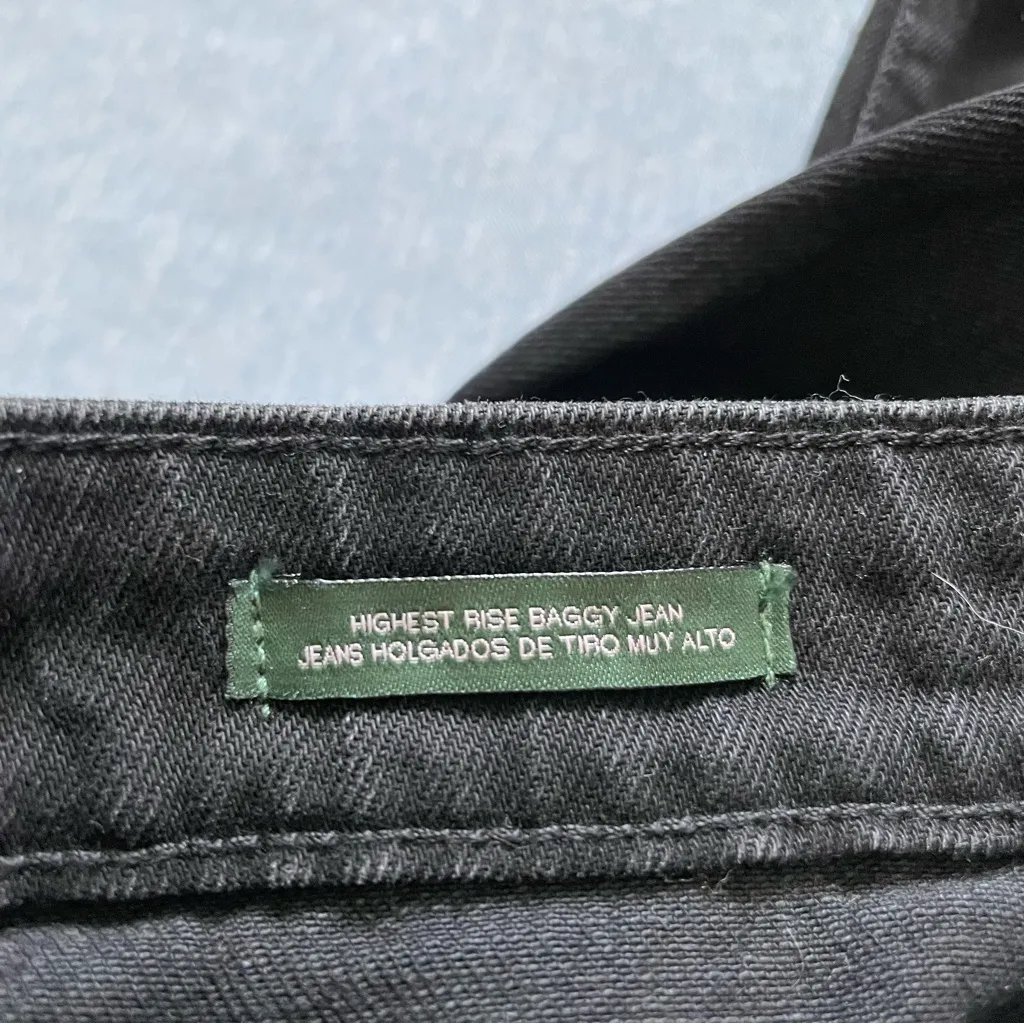 HIGHEST RISE BAGGY JEAN
JEANS HOLGADOS DE TIRO MUY ALTO